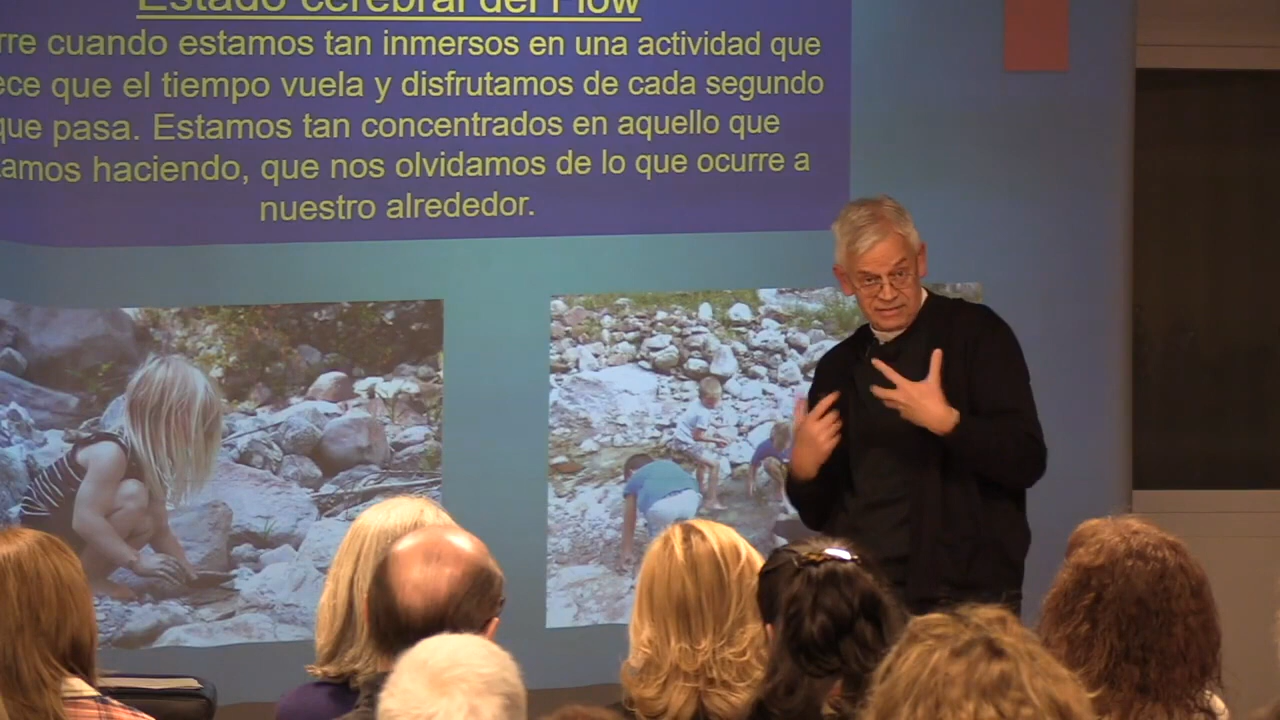 Estado cerebral del Flow
rre cuando estamos tan inmersos en una actividad que
ece que el tiempo vuela y disfrutamos de cada segundo
que pasa. Estamos tan concentrados en aquello que
amos haciendo, que nos olvidamos de lo que ocurre a
nuestro alrededor.